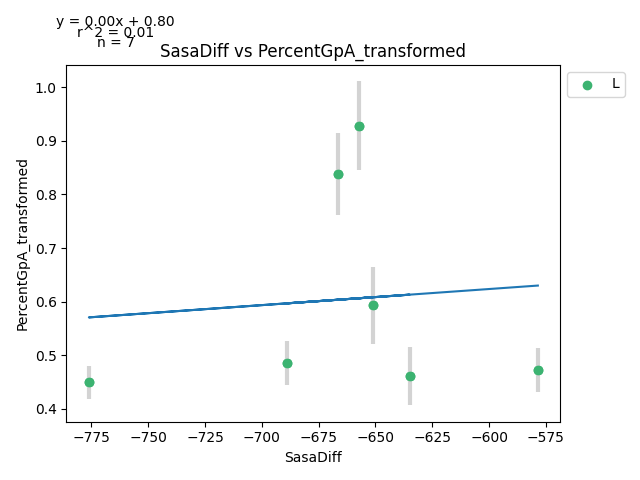 y = 0.00x + 0.80
r^2 = 0.01
n = 7
SasaDiff vs PercentGpA_transformed
L
PercentGpA_transformed
1.0
0.9
0.8
0.7
0.6
0.5
0.4
−775 −750 −725 −700 −675 −650 −625 −600 −575
SasaDiff